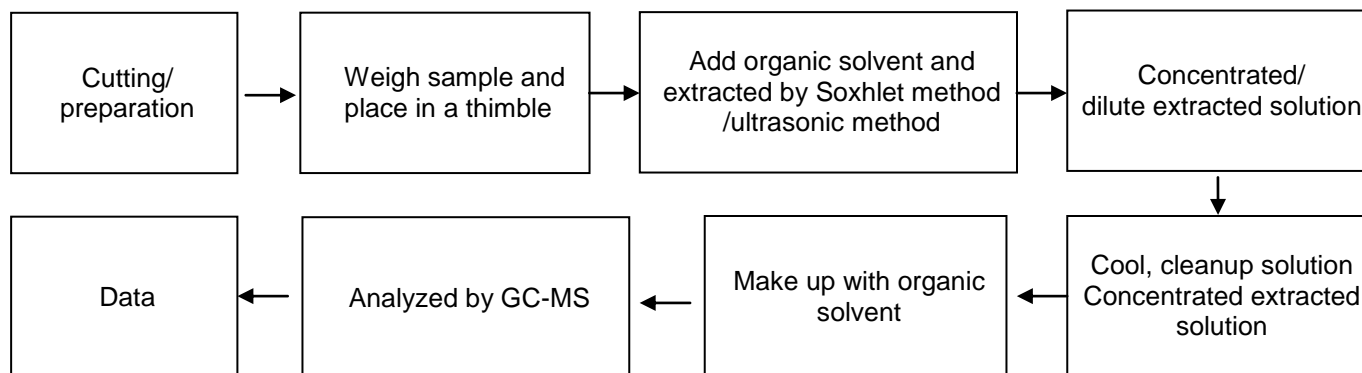 Cutting/
preparation
Weigh sample and
place in a thimble
Add organic solvent and
extracted by Soxhlet method
/ultrasonic method
Concentrated/
dilute extracted solution
Cool, cleanup solution
Concentrated extracted
solution
Make up with organic
solvent
Analyzed by GC-MS
Data